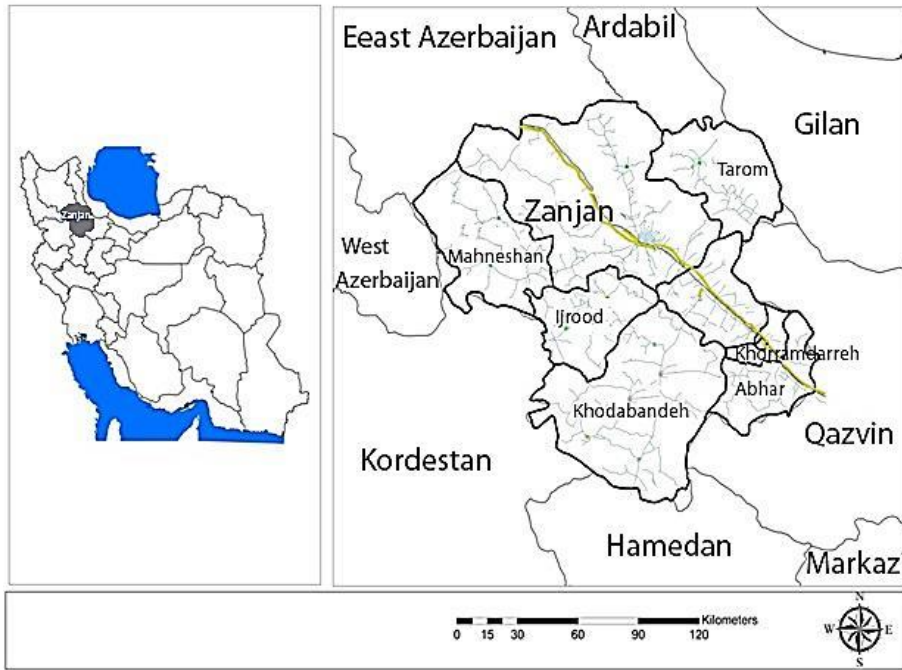 Eeast Azerbaijan
Ardabil
Gilan
Tarom
Zanjan
Zanjan
West
Azerbaijan
Mahneshan
Ijrood
Khorramdarreh
Abhar
Khodabandeh
Qazvin
Kordestan
Hamedan
Markazi
Kilometers
0 15 30 60 90 120
N
W E
S